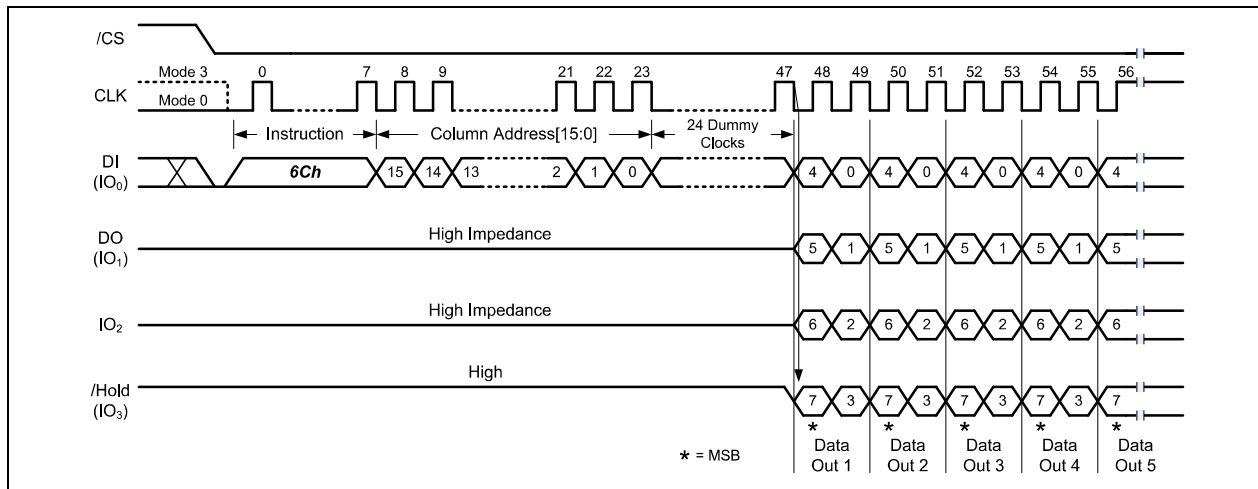 /CS
Mode 3 0 7 8 9 21 22 23 47 48 49 50 51 52 53 54 55 56
CLK Mode 0
Instruction Column Address[15:0] 24 Dummy Clocks
DI (IO₀) 6Ch 15 14 13 2 1 0 4 0 4 0 4 0 4 0 4
DO (IO₁) High Impedance 5 1 5 1 5 1 5 1 5
IO₂ High Impedance 6 2 6 2 6 2 6 2 6
/Hold (IO₃) High 7 3 7 3 7 3 7 3 7
* * * * *
* = MSB
Data Out 1 Data Out 2 Data Out 3 Data Out 4 Data Out 5